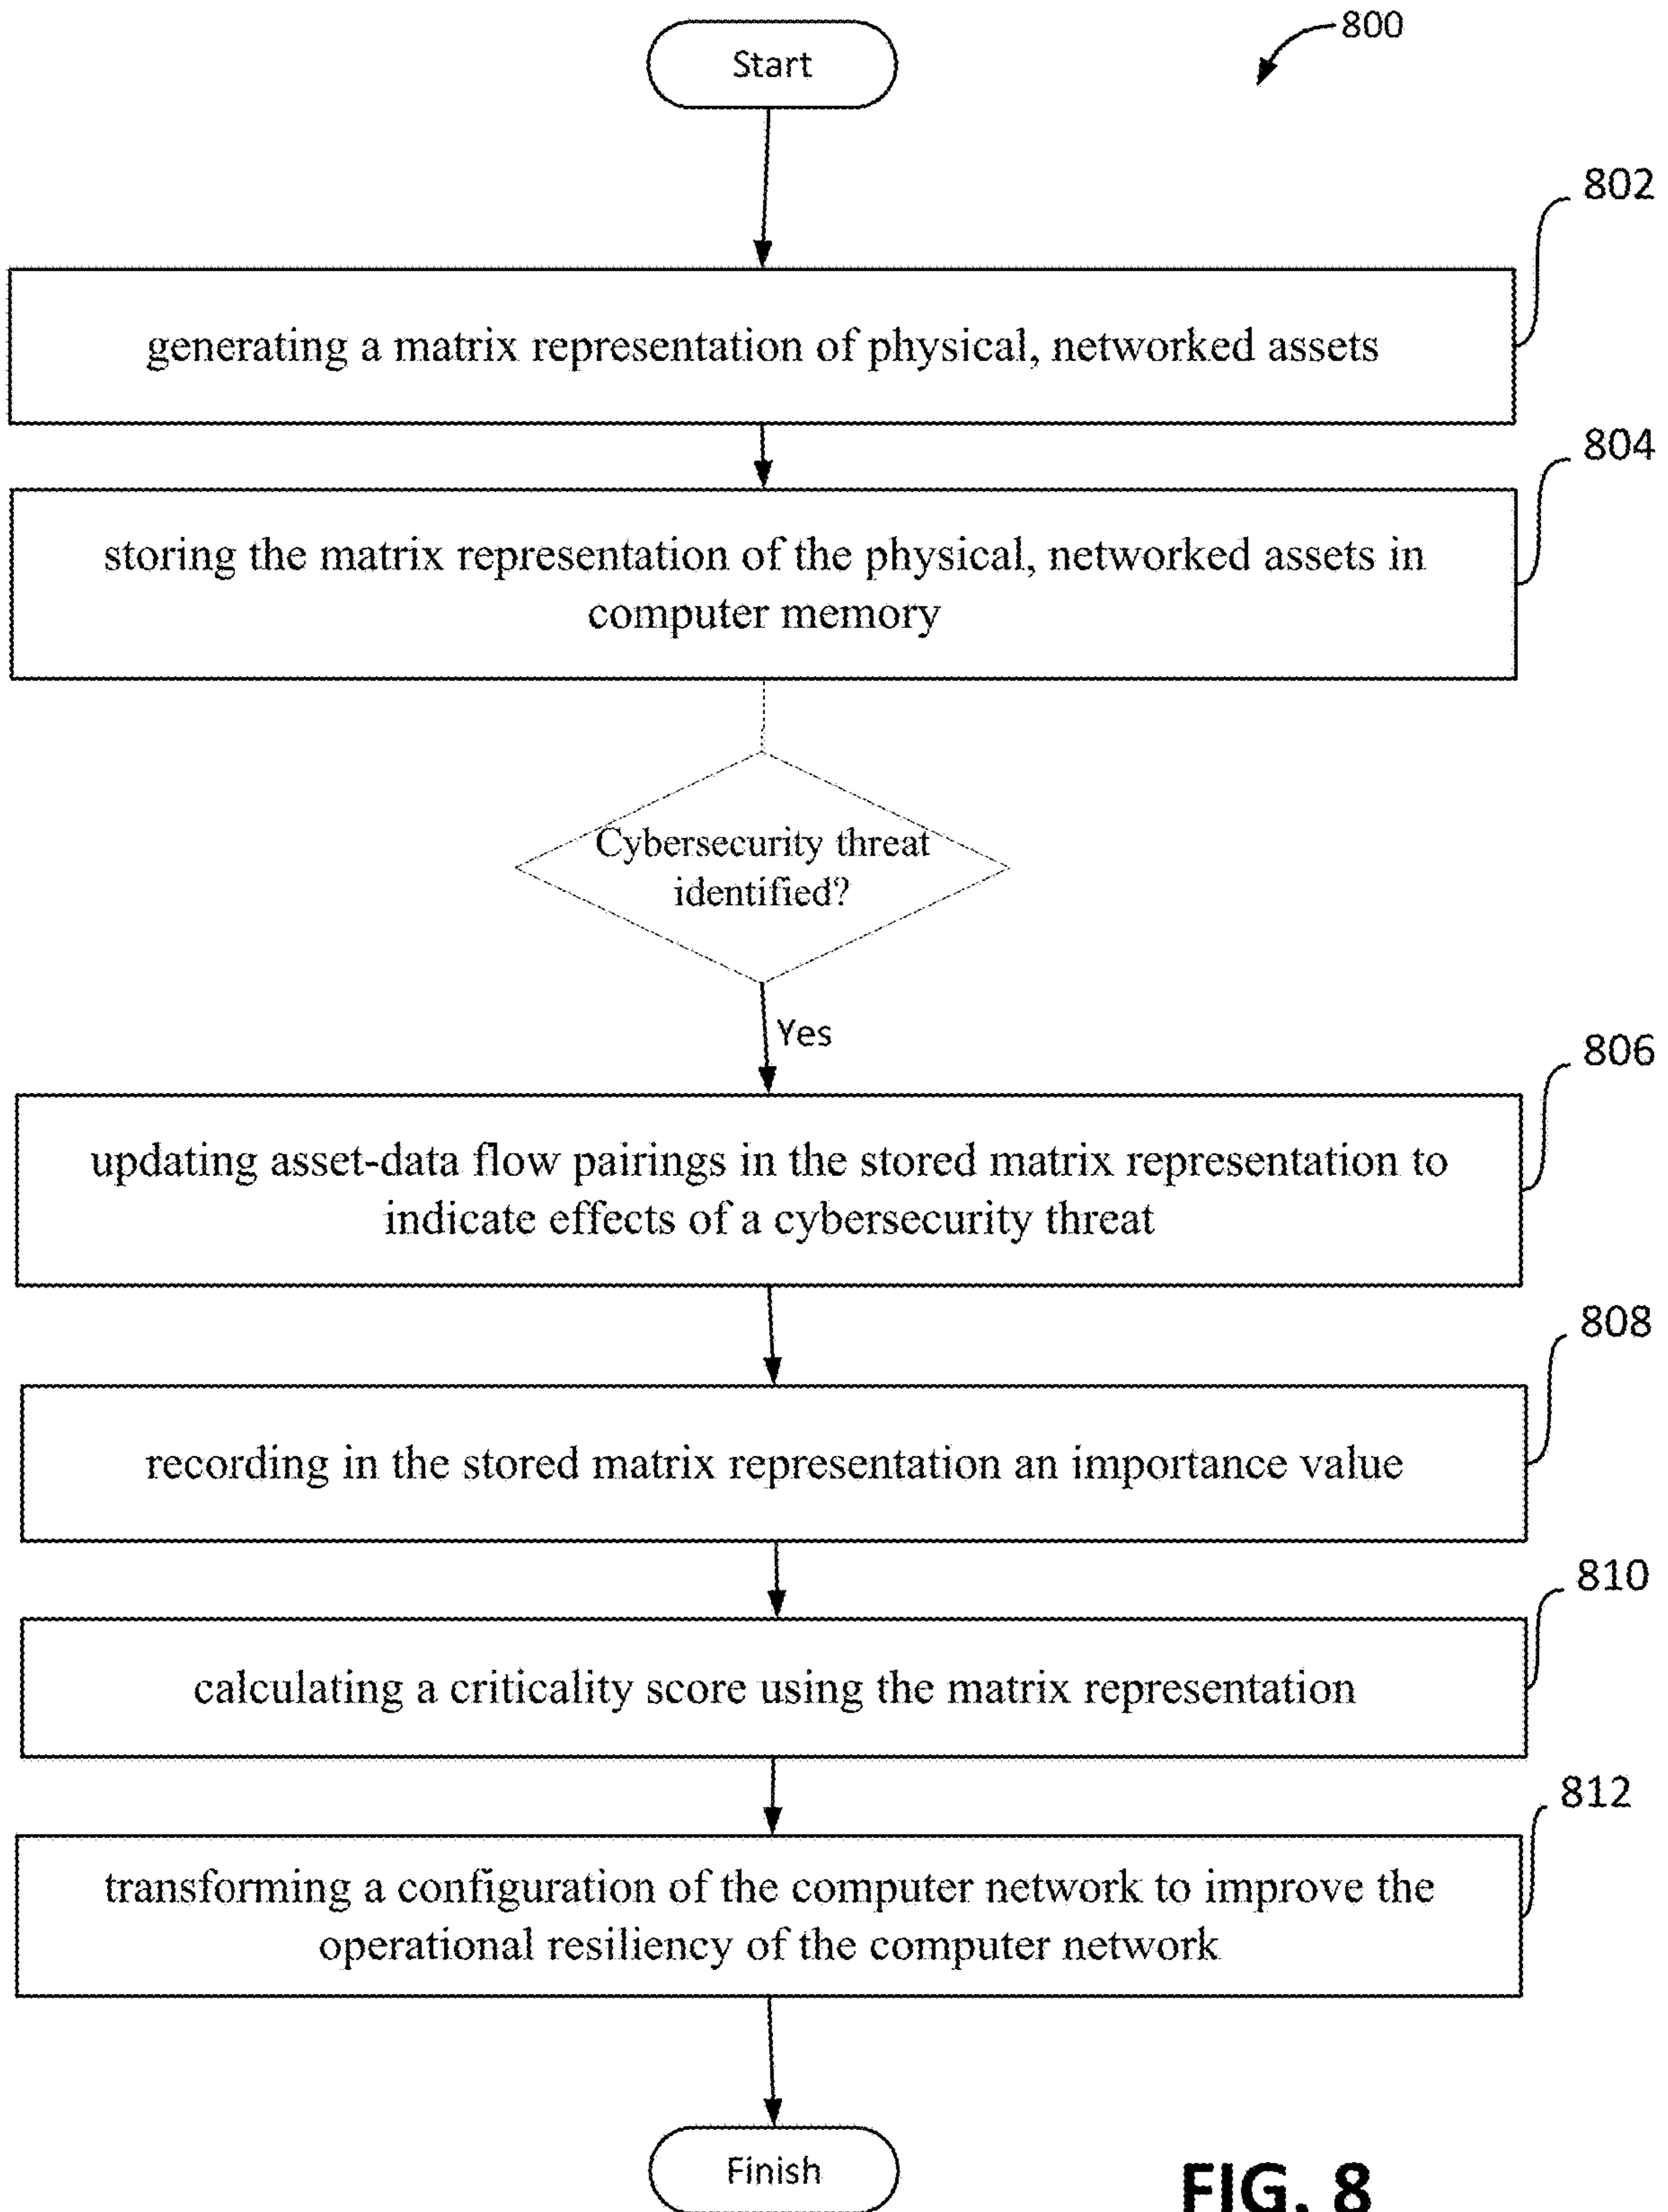 800
Start
802
generating a matrix representation of physical, networked assets
804
storing the matrix representation of the physical, networked assets in
computer memory
Cybersecurity threat
identified?
Yes
806
updating asset-data flow pairings in the stored matrix representation to
indicate effects of a cybersecurity threat
808
recording in the stored matrix representation an importance value
810
calculating a criticality score using the matrix representation
812
transforming a configuration of the computer network to improve the
operational resiliency of the computer network
Finish
FIG. 8